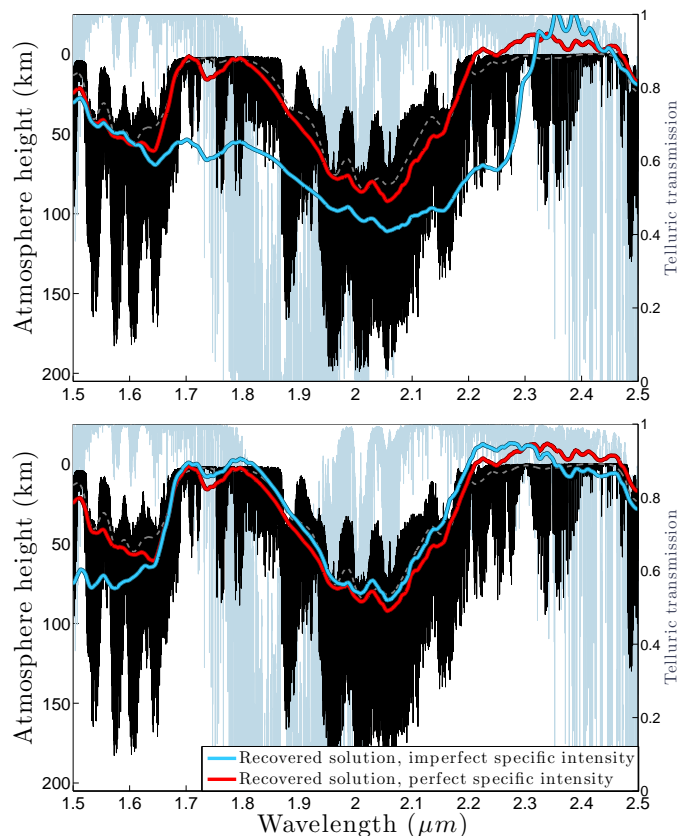 1
0
0.8
50
0.6
100
0.4
150
0.2
200
0
1.5 1.6 1.7 1.8 1.9 2 2.1 2.2 2.3 2.4 2.5
Atmosphere height (km)
Telluric transmission
1
0
0.8
50
0.6
100
0.4
150
0.2
200
0
1.5 1.6 1.7 1.8 1.9 2 2.1 2.2 2.3 2.4 2.5
Atmosphere height (km)
Telluric transmission
Recovered solution, imperfect specific intensity
Recovered solution, perfect specific intensity
Wavelength (μm)